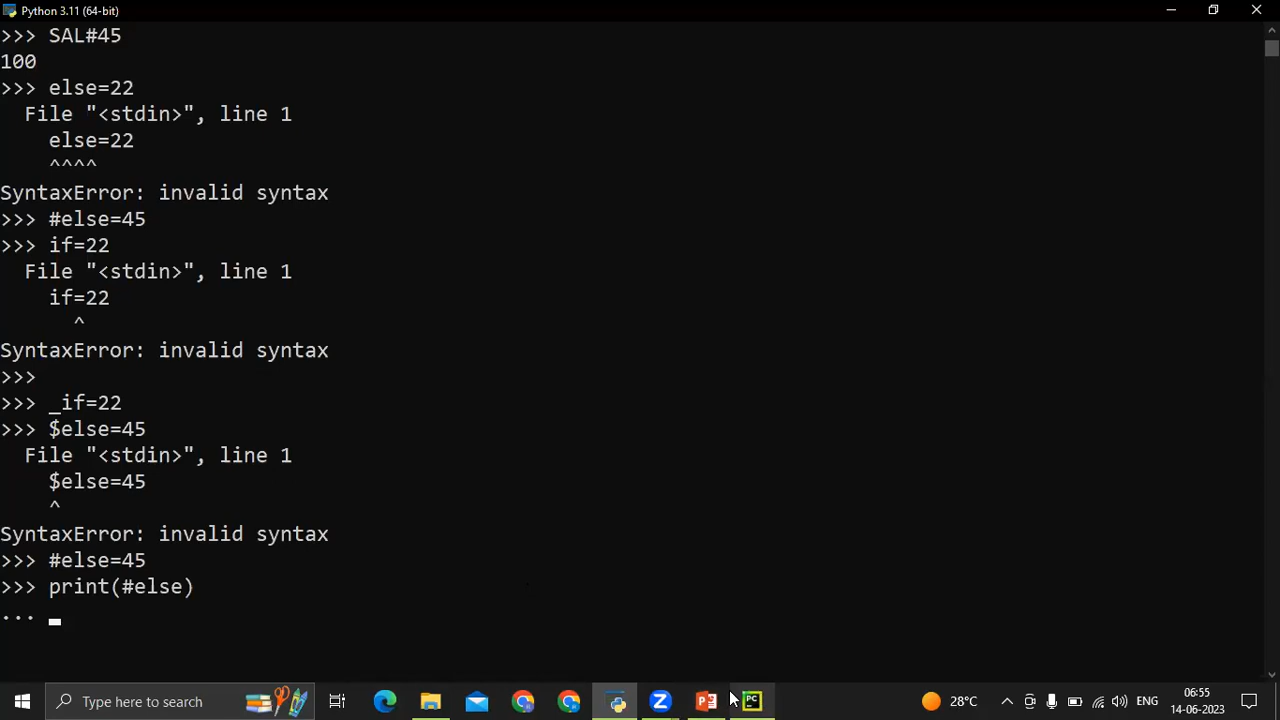 Python 3.11 (64-bit)
>>> SAL#45
100
>>> else=22
  File "<stdin>", line 1
    else=22
    ^^^^
SyntaxError: invalid syntax
>>> #else=45
>>> if=22
  File "<stdin>", line 1
    if=22
      ^
SyntaxError: invalid syntax
>>>
>>> _if=22
>>> $else=45
  File "<stdin>", line 1
    $else=45
    ^
SyntaxError: invalid syntax
>>> #else=45
>>> print(#else)
...
Type here to search
28°C
ENG
06:55
14-06-2023